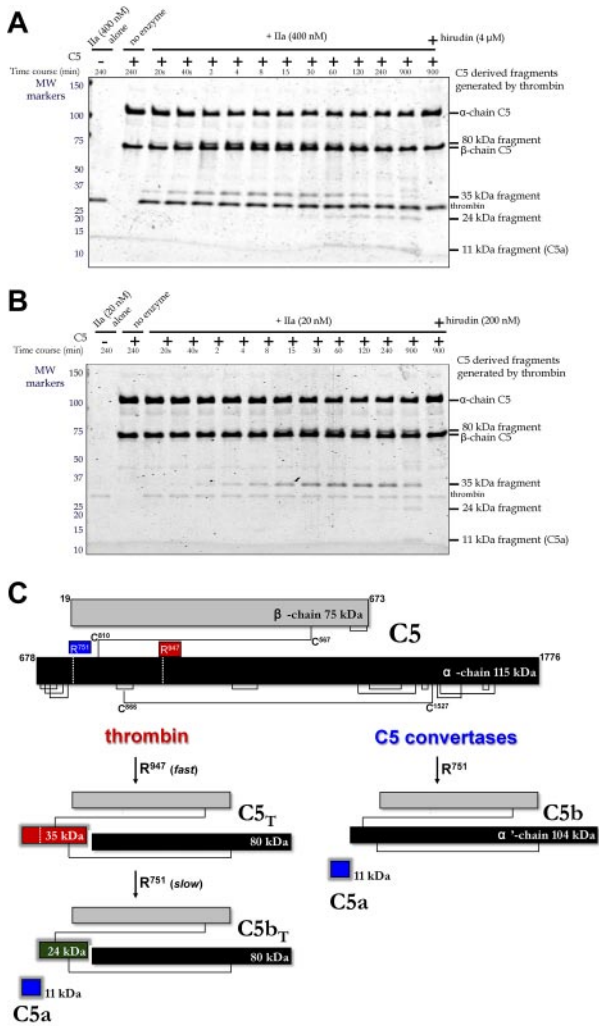 A
IIa (400 nM) alone
no enzyme
+ IIa (400 nM)
+ hirudin (4 µM)
C5 - + + + + + + + + + + + + +
Time course (min) 240 240 20s 40s 2 4 8 15 30 60 120 240 900 900
MW markers
C5 derived fragments generated by thrombin
150
100
75
50
37
25
20
15
10
α-chain C5
80 kDa fragment
β-chain C5
35 kDa fragment
thrombin
24 kDa fragment
11 kDa fragment (C5a)
B
IIa (20 nM) alone
no enzyme
+ IIa (20 nM)
+ hirudin (200 nM)
C5 - + + + + + + + + + + + + +
Time course (min) 240 240 20s 40s 2 4 8 15 30 60 120 240 900 900
MW markers
C5 derived fragments generated by thrombin
150
100
75
50
37
25
20
15
10
α-chain C5
80 kDa fragment
β-chain C5
35 kDa fragment
thrombin
24 kDa fragment
11 kDa fragment (C5a)
C
19
673
β -chain 75 kDa
C5
C810
C567
R751
R947
678
1776
α -chain 115 kDa
C866
C1527
thrombin
C5 convertases
R947 (fast)
R751
C5T
C5b
35 kDa
80 kDa
α '-chain 104 kDa
11 kDa
C5a
R751 (slow)
C5bT
24 kDa
80 kDa
11 kDa
C5a